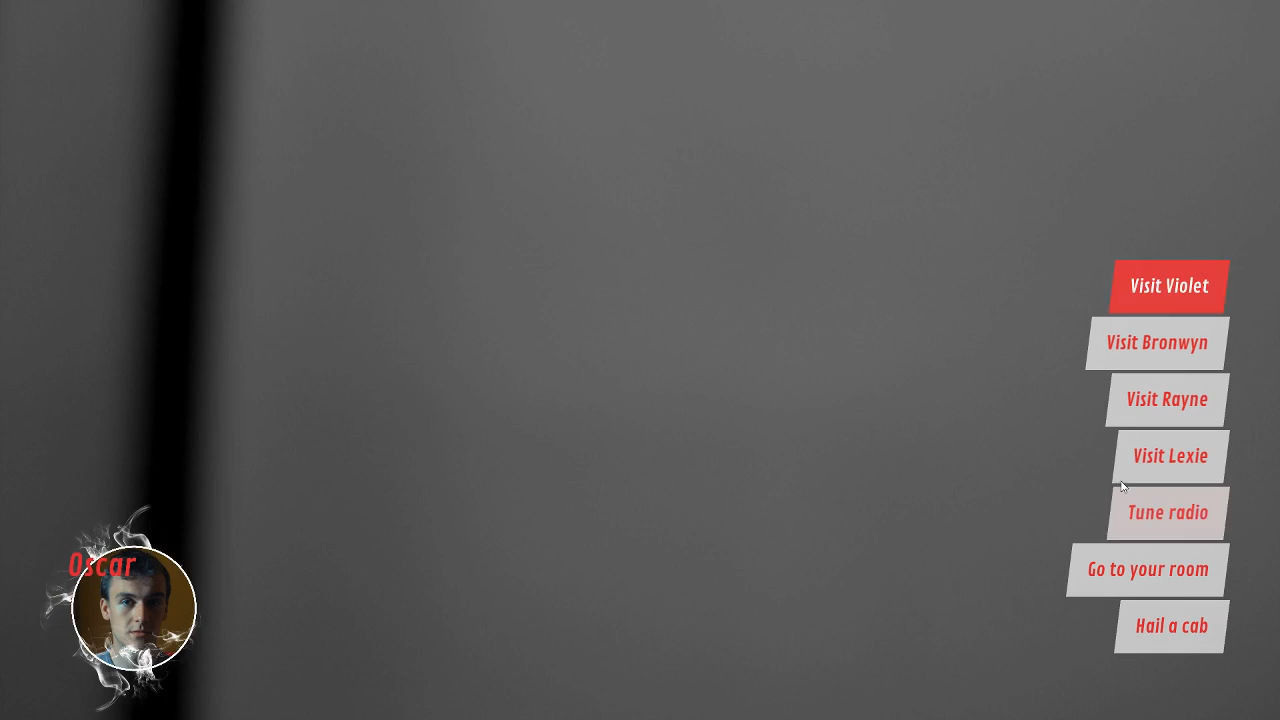 Visit Violet
Visit Bronwyn
Visit Rayne
Visit Lexie
Tune radio
Go to your room
Hail a cab
Oscar